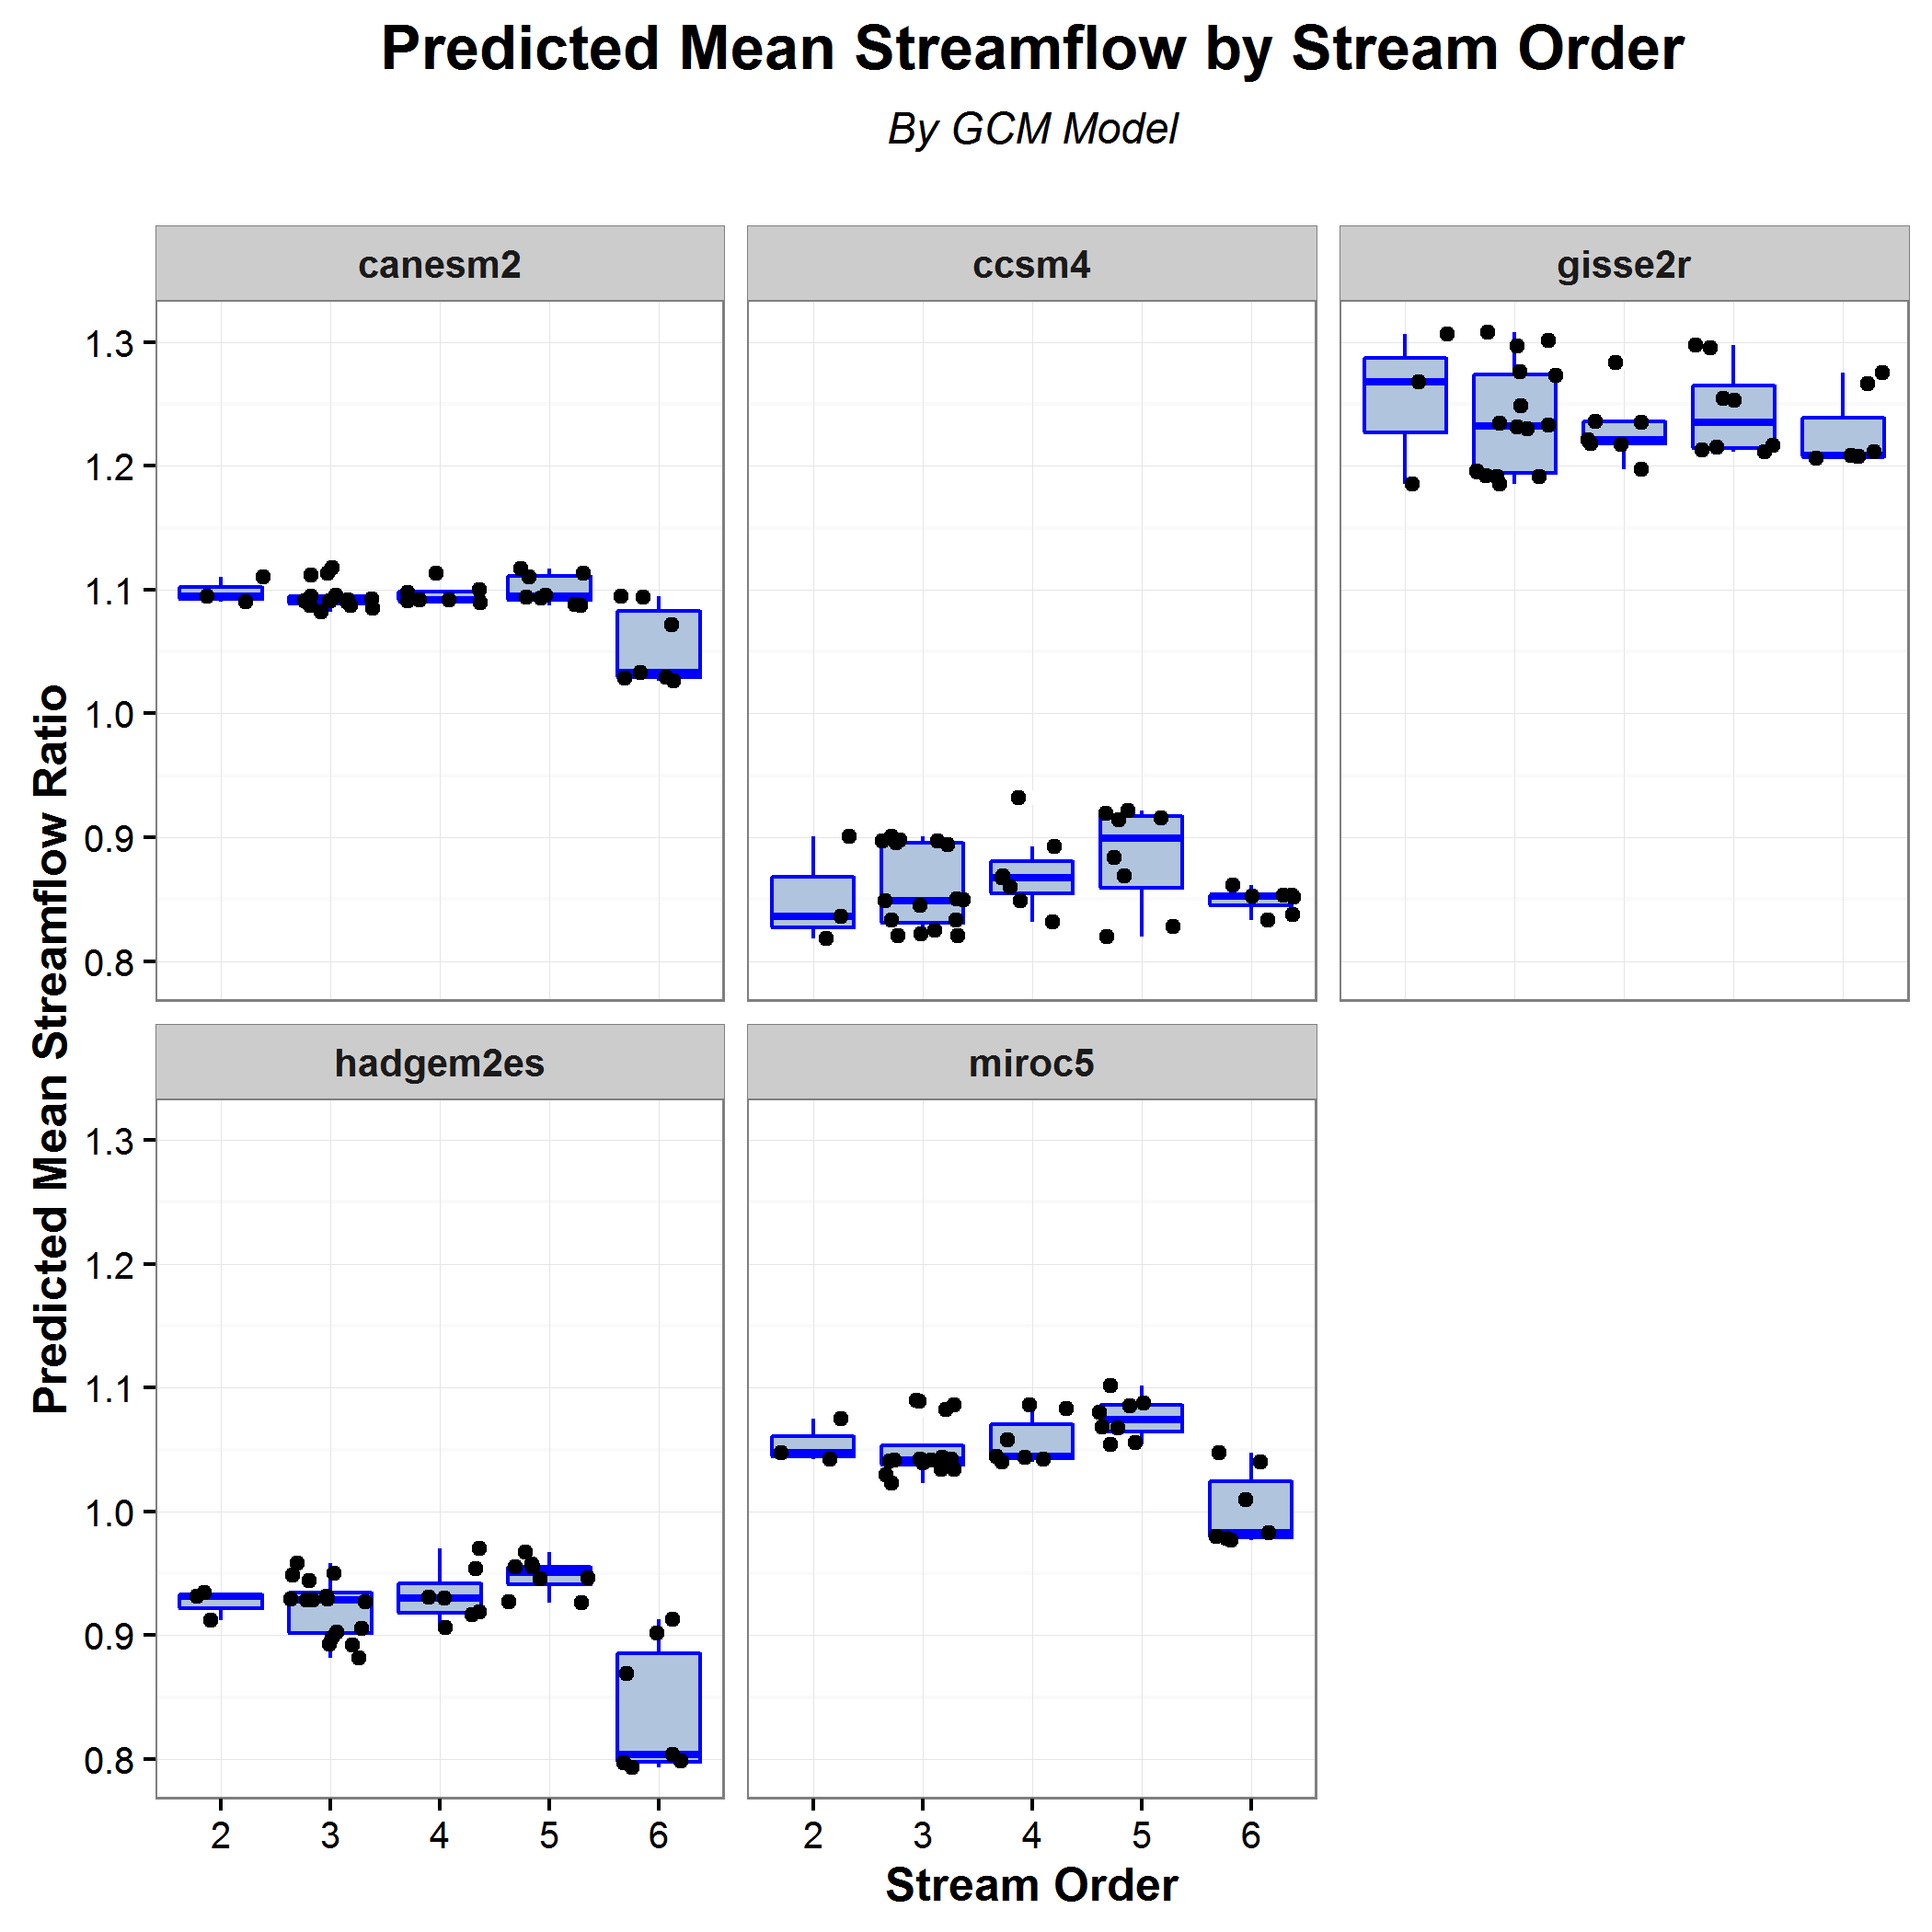 Predicted Mean Streamflow by Stream Order
By GCM Model
canesm2
ccsm4
gisse2r
1.3
1.2
1.1
1.0
0.9
0.8
Predicted Mean Streamflow Ratio
hadgem2es
miroc5
1.3
1.2
1.1
1.0
0.9
0.8
2 3 4 5 6
2 3 4 5 6
Stream Order